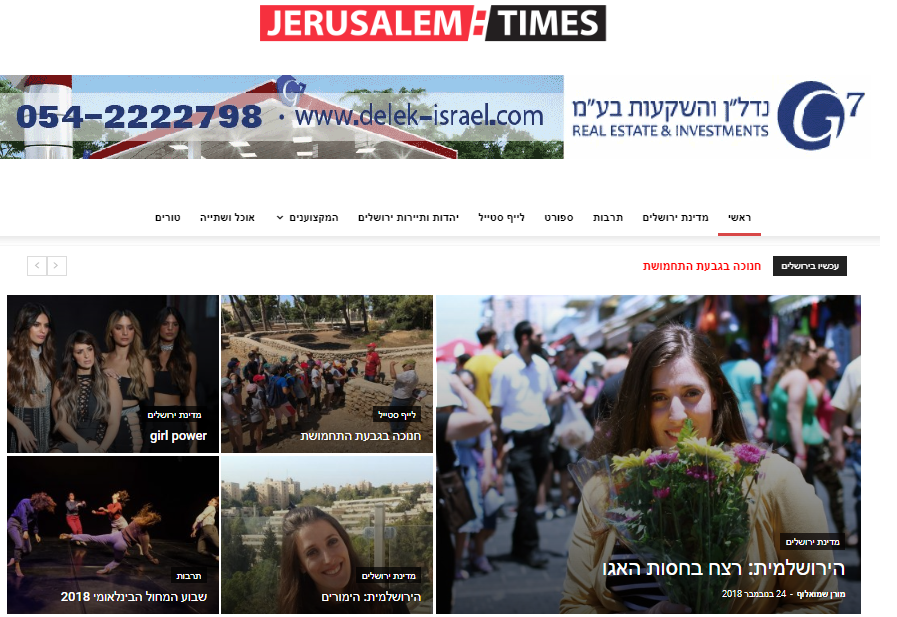 JERUSALEM TIMES
054-2222798 · www.delek-israel.com
נדל"ן והשקעות בע"מ
REAL ESTATE & INVESTMENTS
G7
ראשי
מדינת ירושלים
תרבות
ספורט
לייף סטייל
יהדות ותיירות ירושלים
המקצוענים
אוכל ושתייה
טורים
עכשיו בירושלים
חנוכה בגבעת התחמושת
מדינת ירושלים
הירושלמית: רצח בחסות האגו
מורן שמואלוף - 24 בנובמבר 2018
לייף סטייל
חנוכה בגבעת התחמושת
מדינת ירושלים
girl power
מדינת ירושלים
הירושלמית: הימורים
תרבות
שבוע המחול הבינלאומי 2018